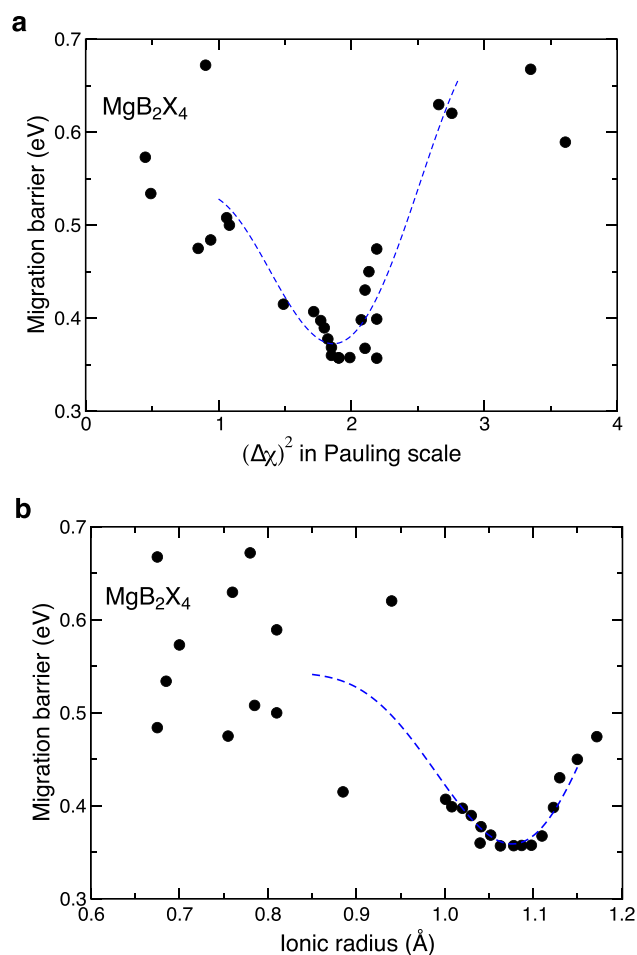 a
0.7
0.6
0.5
0.4
0.3
Migration barrier (eV)
MgB₂X₄
0 1 2 3 4
(Δχ)² in Pauling scale
b
0.7
0.6
0.5
0.4
0.3
Migration barrier (eV)
MgB₂X₄
0.6 0.7 0.8 0.9 1.0 1.1 1.2
Ionic radius (Å)